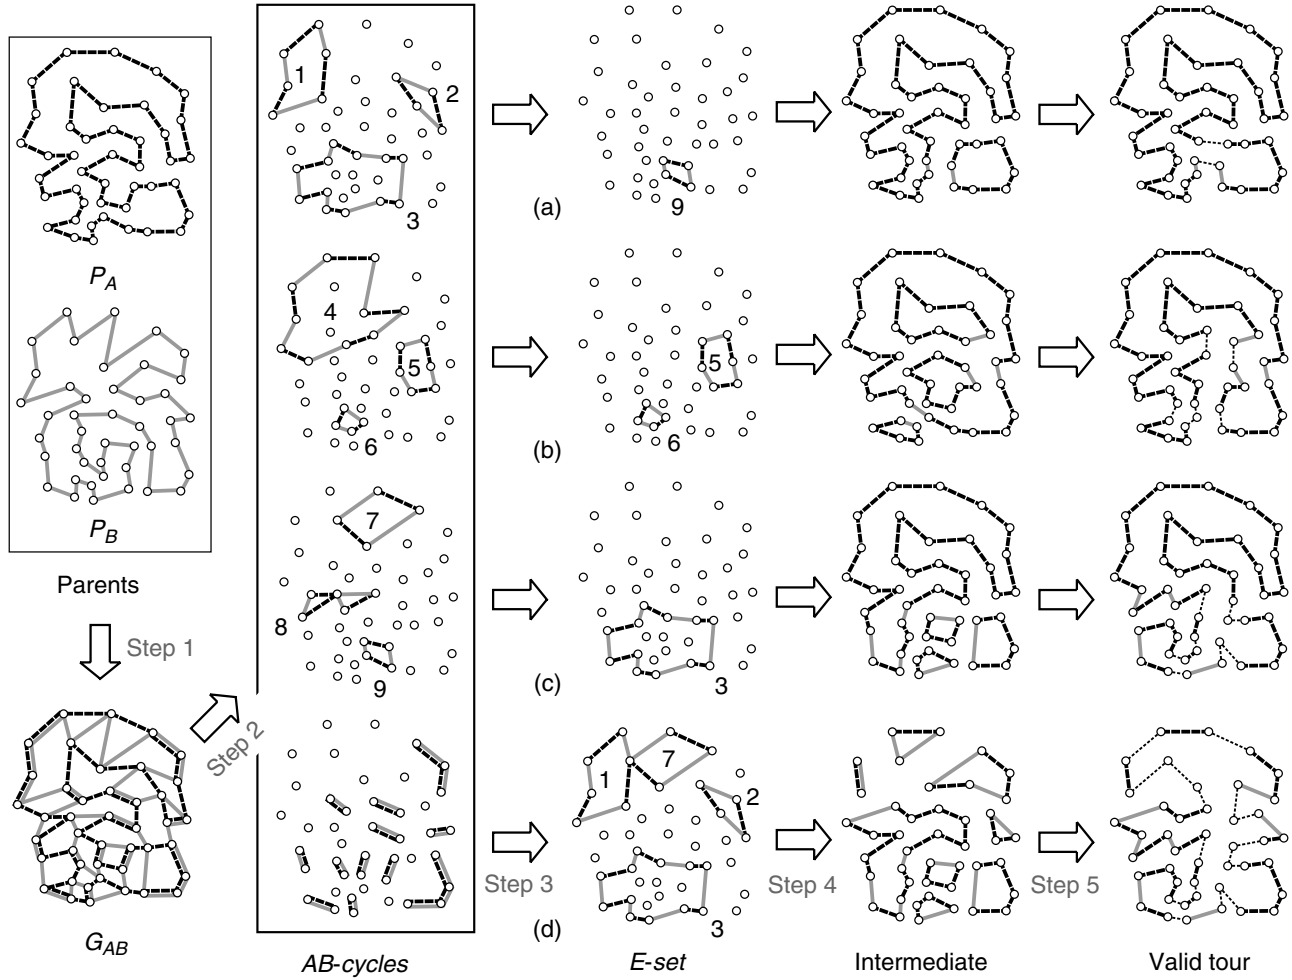 P_A
P_B
Parents
Step 1
G_AB
Step 2
1
2
3
4
5
6
7
8
9
AB-cycles
(a)
9
(b)
5
6
(c)
3
(d)
1
7
2
3
Step 3
E-set
Step 4
Intermediate
Step 5
Valid tour